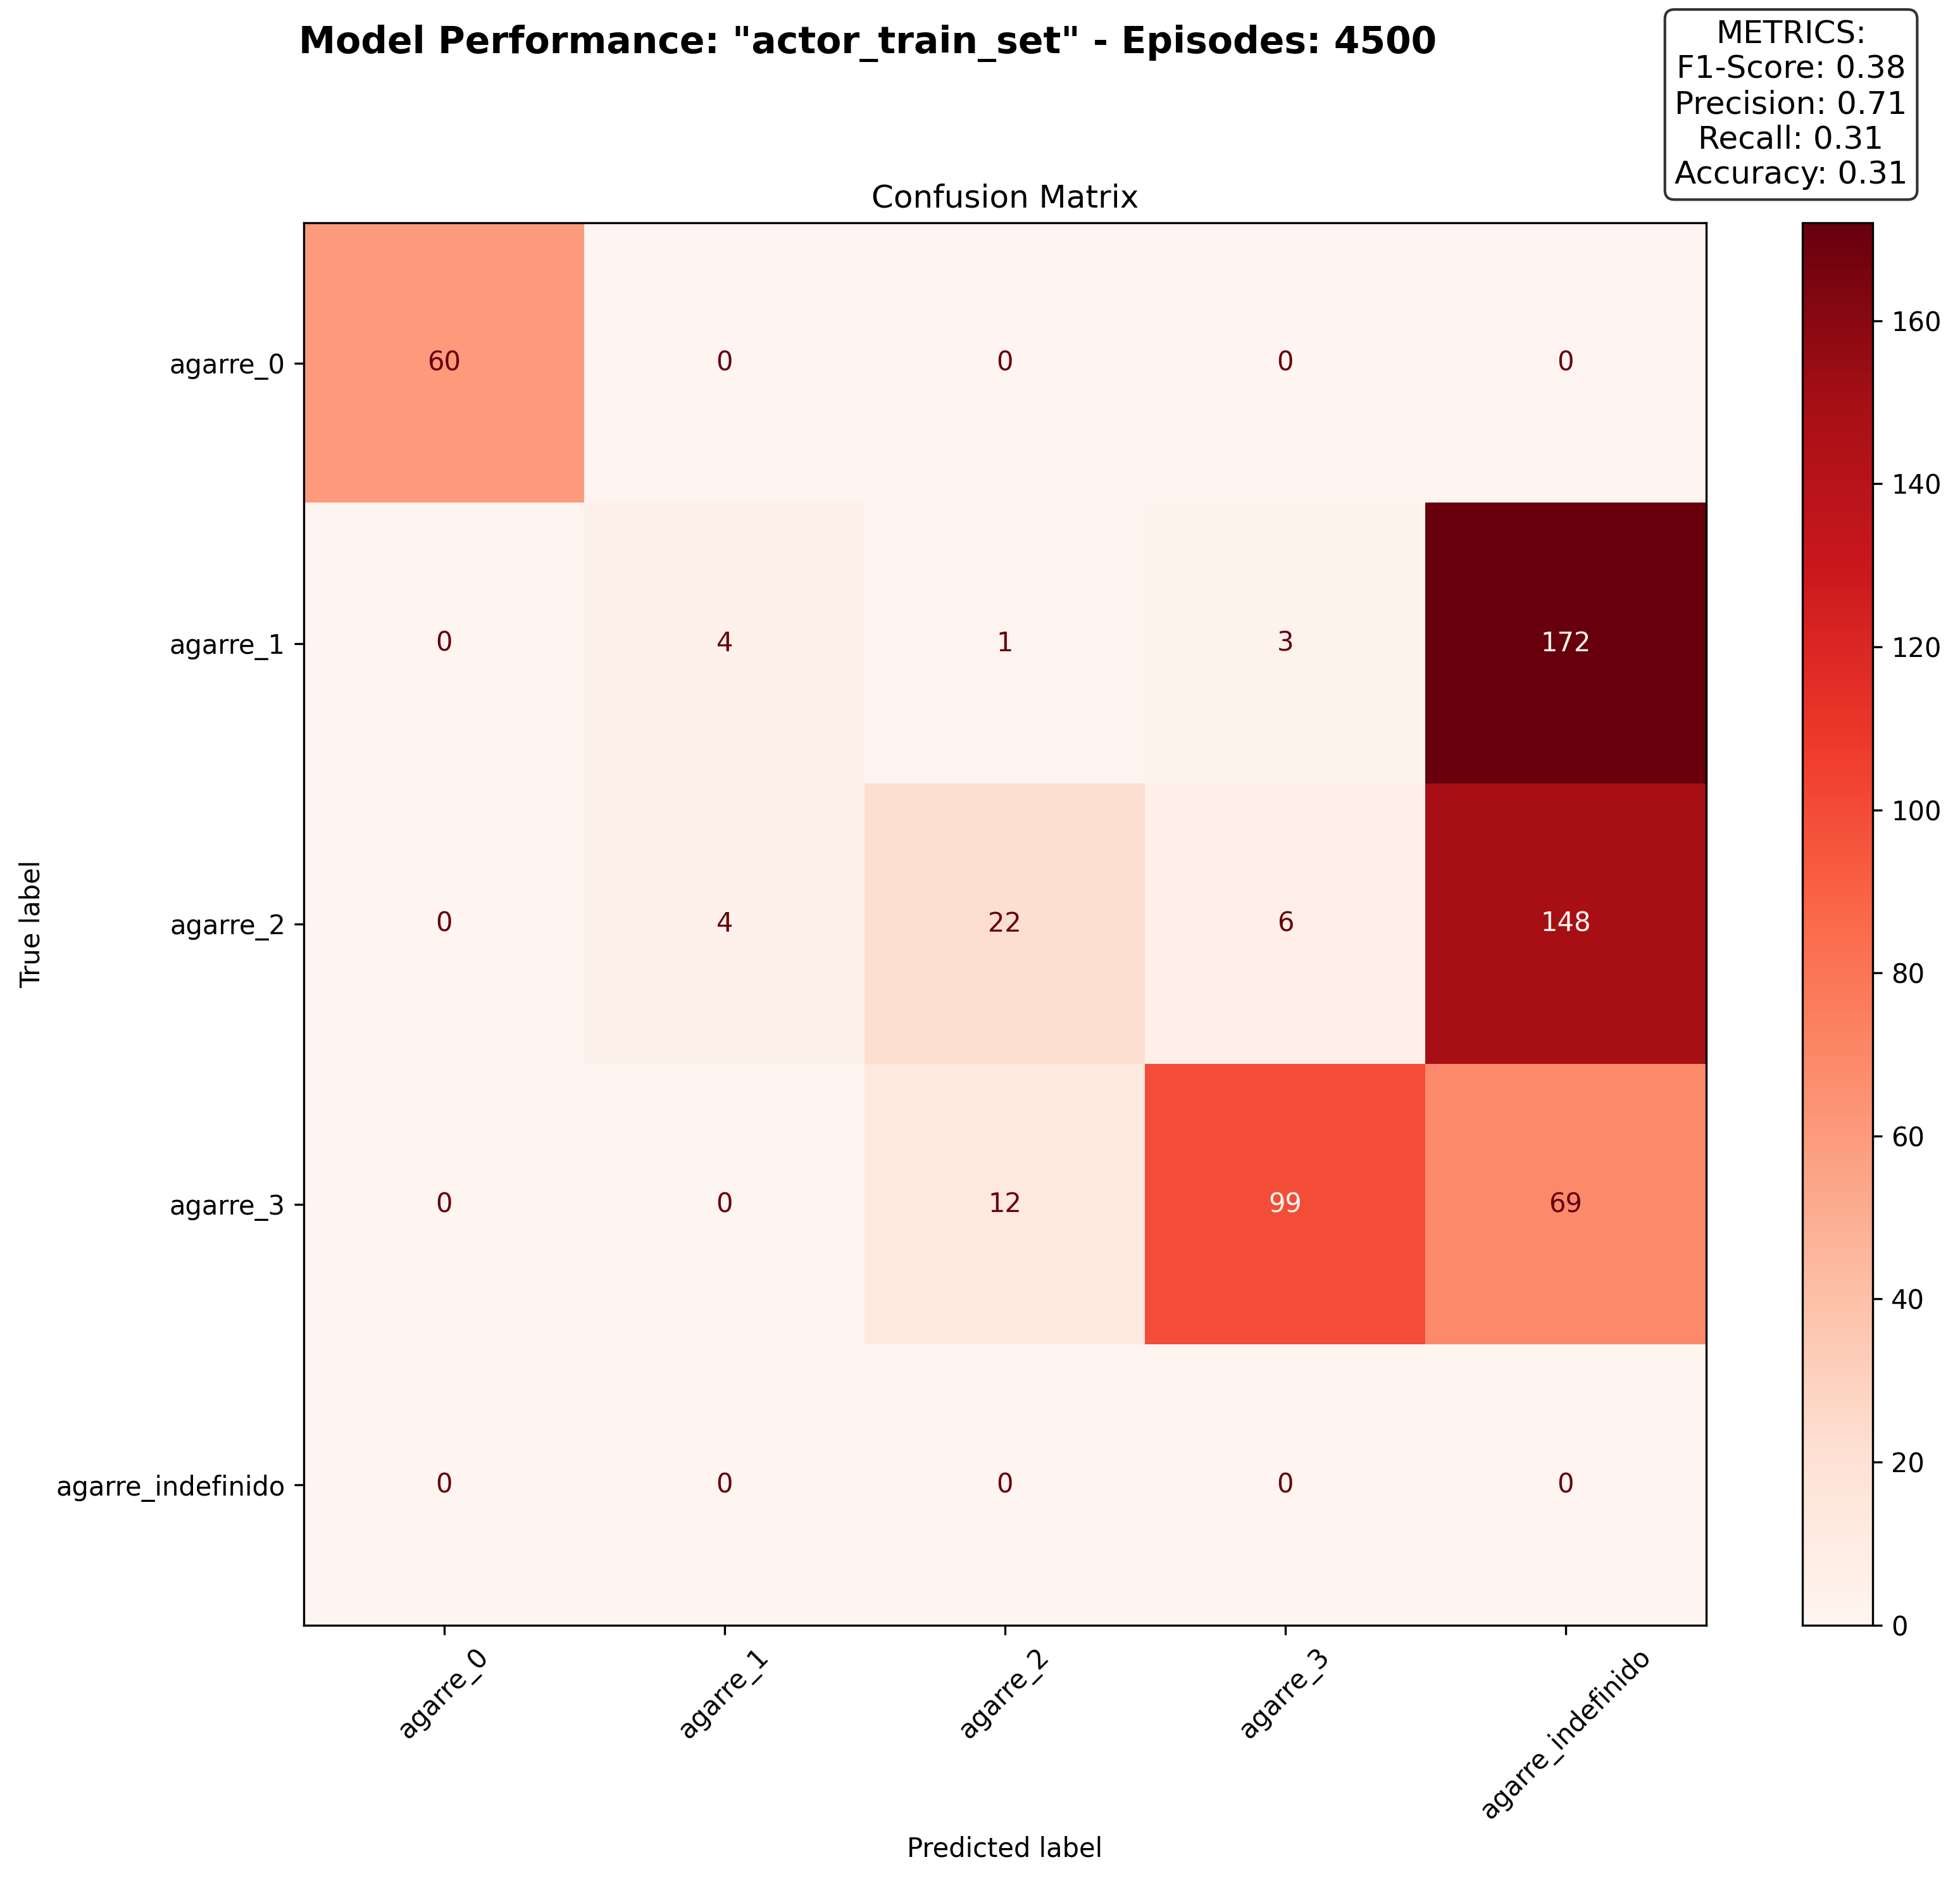 Model Performance: "actor_train_set" - Episodes: 4500
METRICS:
F1-Score: 0.38
Precision: 0.71
Recall: 0.31
Accuracy: 0.31
Confusion Matrix
True label
agarre_0 60 0 0 0 0
agarre_1 0 4 1 3 172
agarre_2 0 4 22 6 148
agarre_3 0 0 12 99 69
agarre_indefinido 0 0 0 0 0
agarre_0 agarre_1 agarre_2 agarre_3 agarre_indefinido
Predicted label
160
140
120
100
80
60
40
20
0